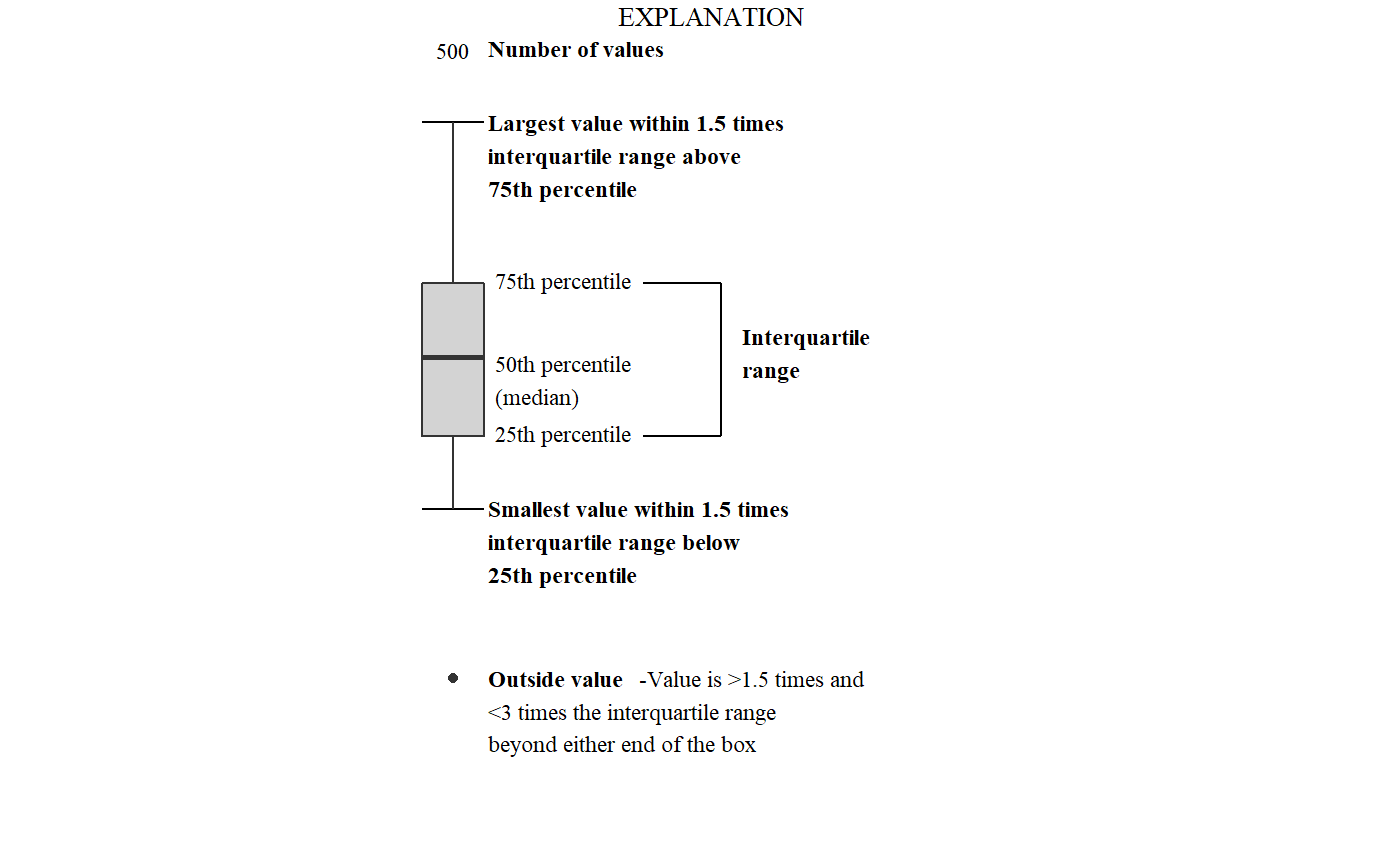 EXPLANATION
500 Number of values
Largest value within 1.5 times
interquartile range above
75th percentile
75th percentile
Interquartile
range
50th percentile
(median)
25th percentile
Smallest value within 1.5 times
interquartile range below
25th percentile
Outside value -Value is >1.5 times and
<3 times the interquartile range
beyond either end of the box